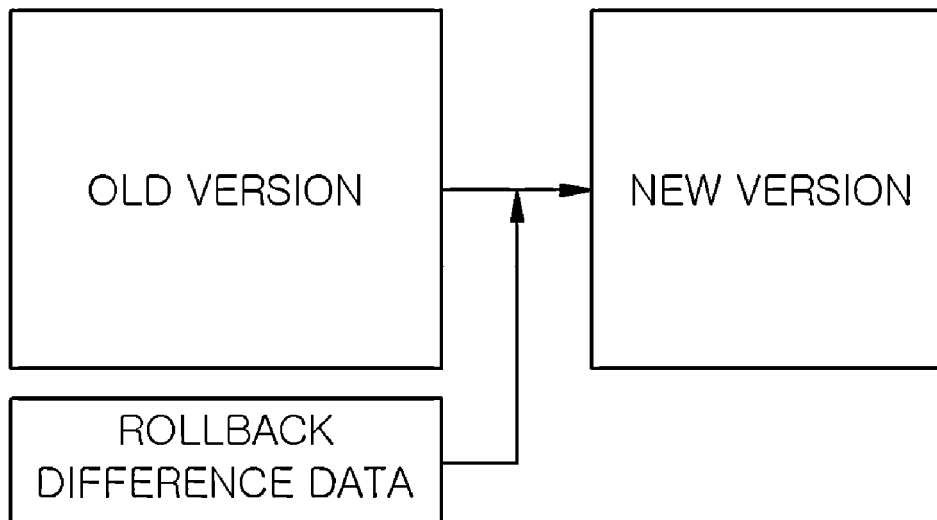 OLD VERSION
NEW VERSION
ROLLBACK
DIFFERENCE DATA